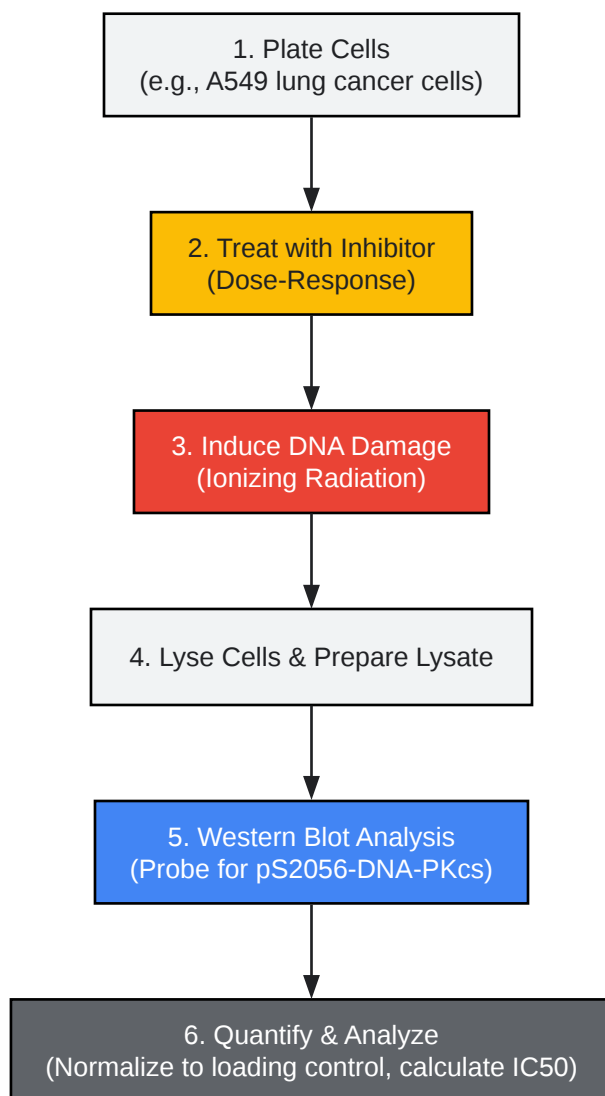 1. Plate Cells
(e.g., A549 lung cancer cells)
2. Treat with Inhibitor
(Dose-Response)
3. Induce DNA Damage
(Ionizing Radiation)
4. Lyse Cells & Prepare Lysate
5. Western Blot Analysis
(Probe for pS2056-DNA-PKcs)
6. Quantify & Analyze
(Normalize to loading control, calculate IC50)